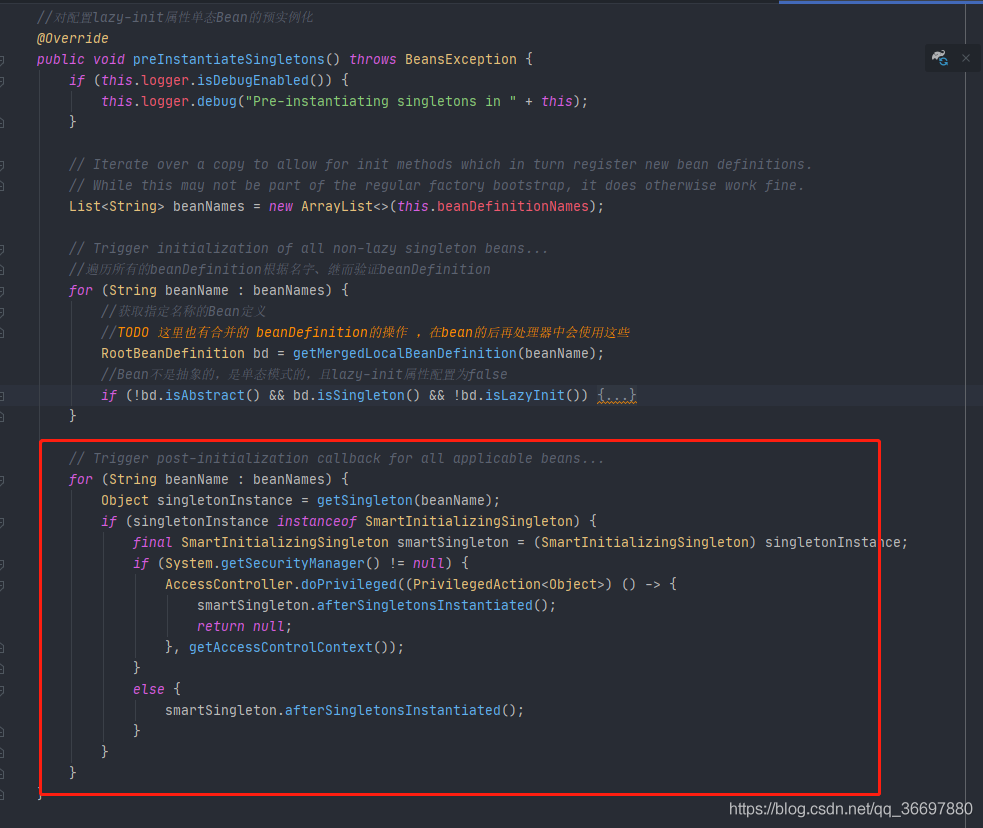 //对配置lazy-init属性单态Bean的预实例化
@Override
public void preInstantiateSingletons() throws BeansException {
if (this.logger.isDebugEnabled()) {
this.logger.debug("Pre-instantiating singletons in " + this);
}
// Iterate over a copy to allow for init methods which in turn register new bean definitions.
// While this may not be part of the regular factory bootstrap, it does otherwise work fine.
List<String> beanNames = new ArrayList<>(this.beanDefinitionNames);
// Trigger initialization of all non-lazy singleton beans...
//遍历所有的beanDefinition根据名字、继而验证beanDefinition
for (String beanName : beanNames) {
//获取指定名称的Bean定义
//TODO 这里也有合并的 beanDefinition的操作 ，在bean的后再处理器中会使用这些
RootBeanDefinition bd = getMergedLocalBeanDefinition(beanName);
//Bean不是抽象的，是单态模式的，且lazy-init属性配置为false
if (!bd.isAbstract() && bd.isSingleton() && !bd.isLazyInit()) {...}
}
// Trigger post-initialization callback for all applicable beans...
for (String beanName : beanNames) {
Object singletonInstance = getSingleton(beanName);
if (singletonInstance instanceof SmartInitializingSingleton) {
final SmartInitializingSingleton smartSingleton = (SmartInitializingSingleton) singletonInstance;
if (System.getSecurityManager() != null) {
AccessController.doPrivileged((PrivilegedAction<Object>) () -> {
smartSingleton.afterSingletonsInstantiated();
return null;
}, getAccessControlContext());
}
else {
smartSingleton.afterSingletonsInstantiated();
}
}
}
}
https://blog.csdn.net/qq_36697880